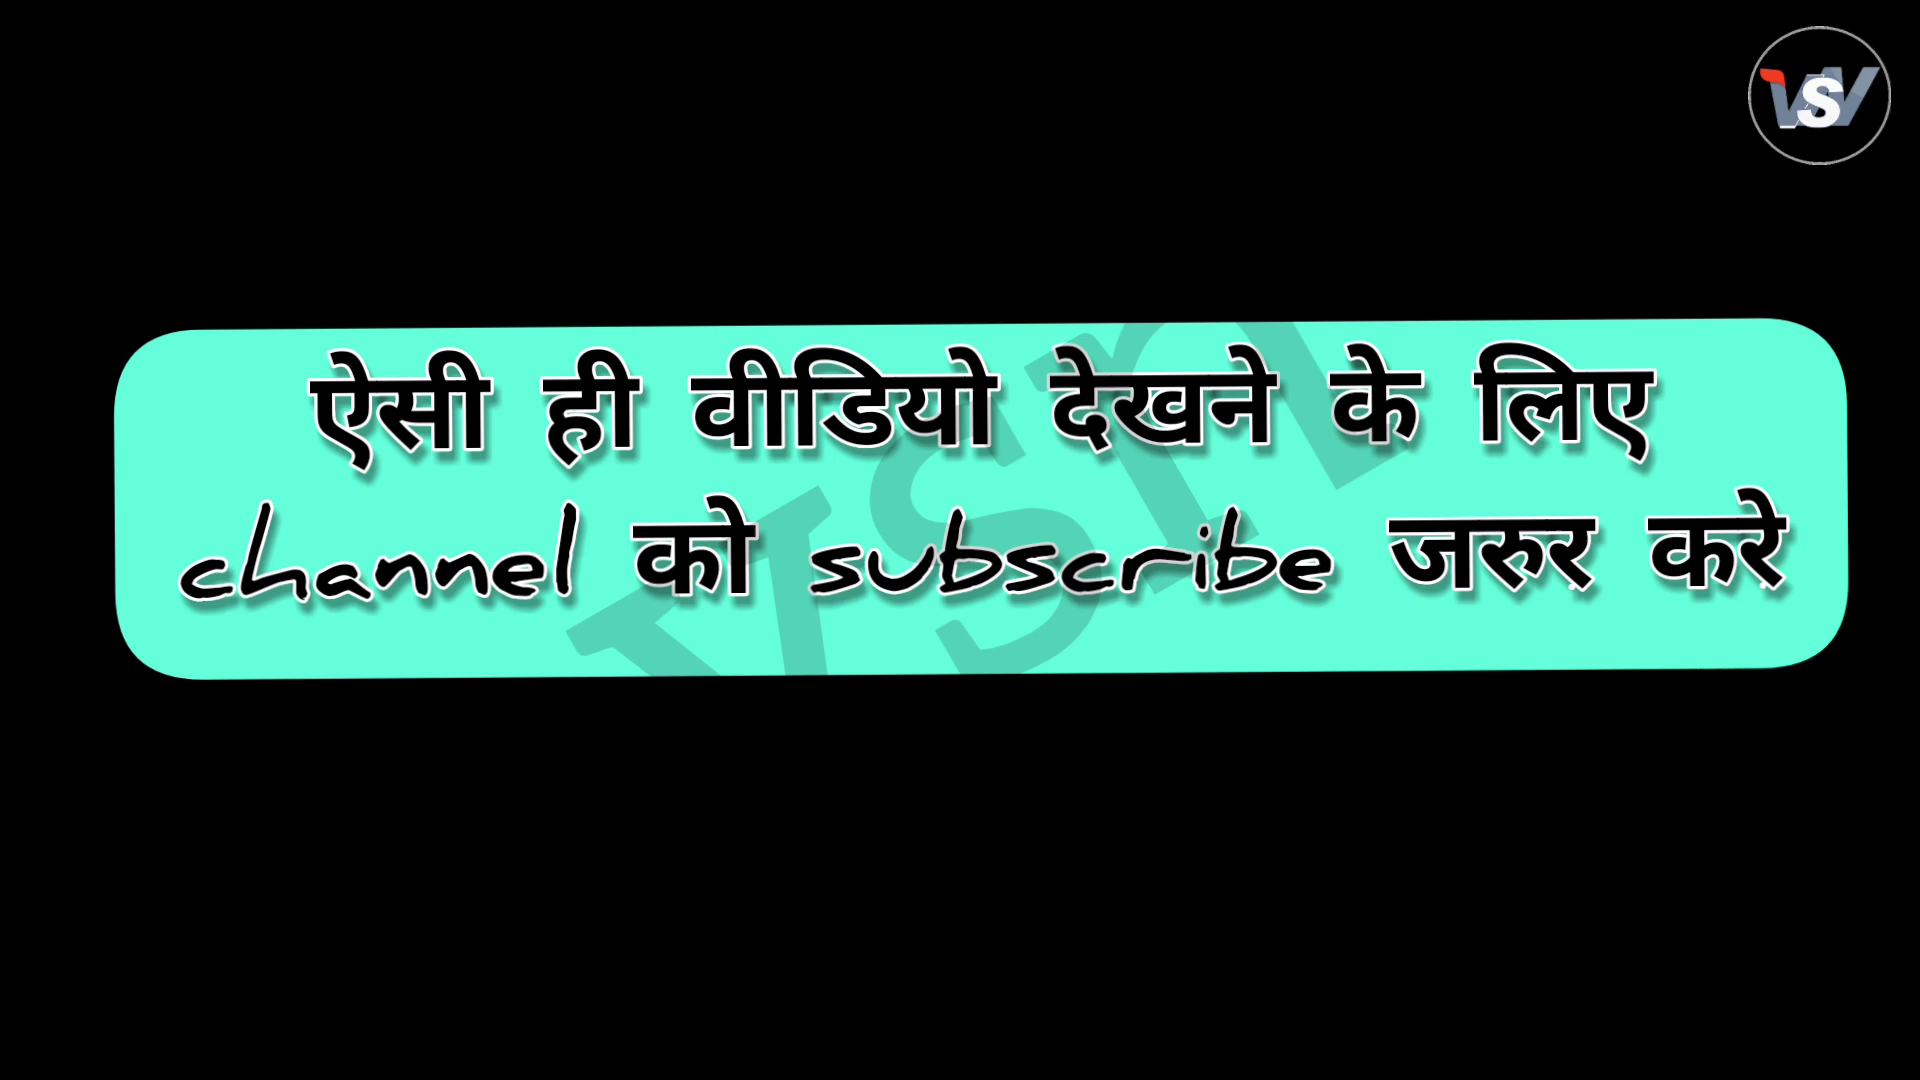 ऐसी ही वीडियो देखने के लिए
channel को subscribe जरुर करे